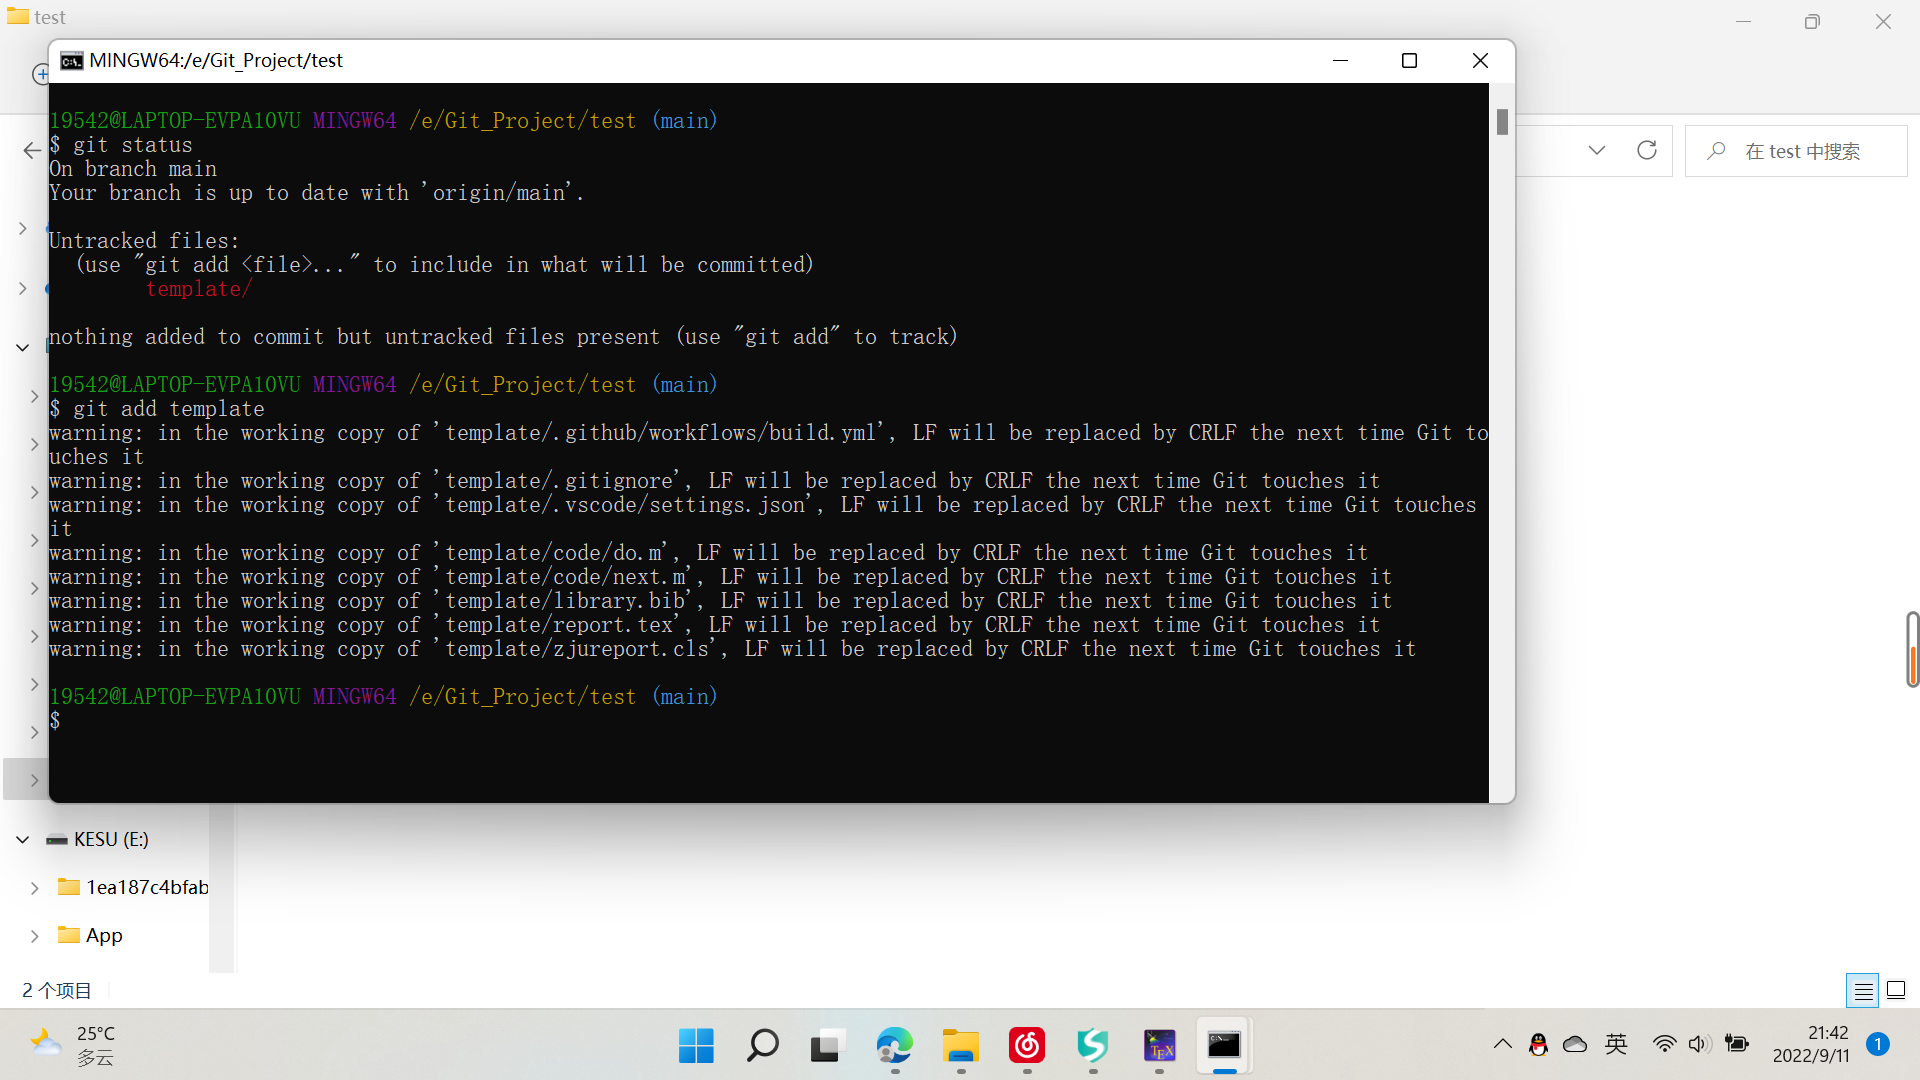 test
MINGW64:/e/Git_Project/test
19542@LAPTOP-EVPA10VU MINGW64 /e/Git_Project/test (main)
$ git status
On branch main
Your branch is up to date with 'origin/main'.
Untracked files:
(use "git add <file>..." to include in what will be committed)
template/
nothing added to commit but untracked files present (use "git add" to track)
19542@LAPTOP-EVPA10VU MINGW64 /e/Git_Project/test (main)
$ git add template
warning: in the working copy of 'template/.github/workflows/build.yml', LF will be replaced by CRLF the next time Git to
uches it
warning: in the working copy of 'template/.gitignore', LF will be replaced by CRLF the next time Git touches it
warning: in the working copy of 'template/.vscode/settings.json', LF will be replaced by CRLF the next time Git touches
it
warning: in the working copy of 'template/code/do.m', LF will be replaced by CRLF the next time Git touches it
warning: in the working copy of 'template/code/next.m', LF will be replaced by CRLF the next time Git touches it
warning: in the working copy of 'template/library.bib', LF will be replaced by CRLF the next time Git touches it
warning: in the working copy of 'template/report.tex', LF will be replaced by CRLF the next time Git touches it
warning: in the working copy of 'template/zjureport.cls', LF will be replaced by CRLF the next time Git touches it
19542@LAPTOP-EVPA10VU MINGW64 /e/Git_Project/test (main)
$
在 test 中搜索
KESU (E:)
1ea187c4bfab
App
2 个项目
25°C
多云
TEX
英
21:42
2022/9/11
1